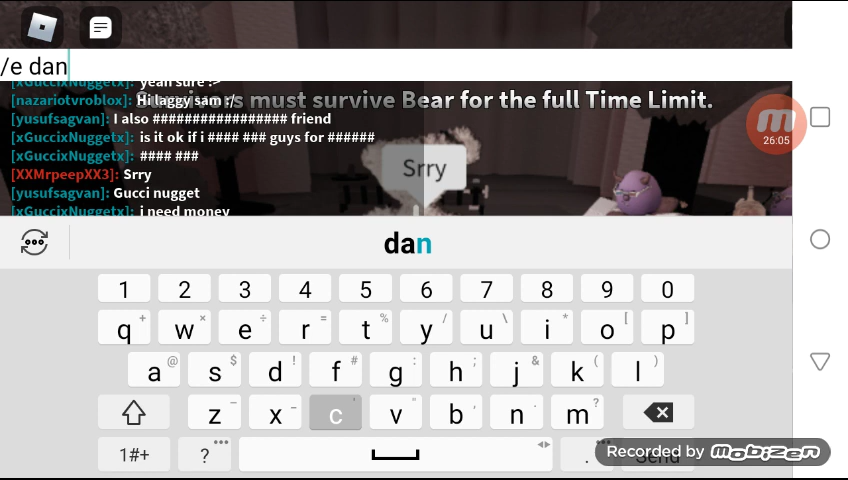 /e dan
[xGuccixNuggetx]: yeah sure :>
[nazariotvroblox]: Hi laggy sam :/
Survivors must survive Bear for the full Time Limit.
[yusufsagvan]: I also ################# friend
[xGuccixNuggetx]: is it ok if i #### ### guys for ######
[xGuccixNuggetx]: #### ###
[XXMrpeepXX3]: Srry
[yusufsagvan]: Gucci nugget
[xGuccixNuggetx]: i need money
Srry
26:05
dan
1 2 3 4 5 6 7 8 9 0
q + w × e ÷ r = t % y / u \ i * o [ p ]
a @ s $ d ! f # g : h ; j & k ( l )
z – x - c ' v " b , n . m ?
1#+ ? . Send
Recorded by mobizen